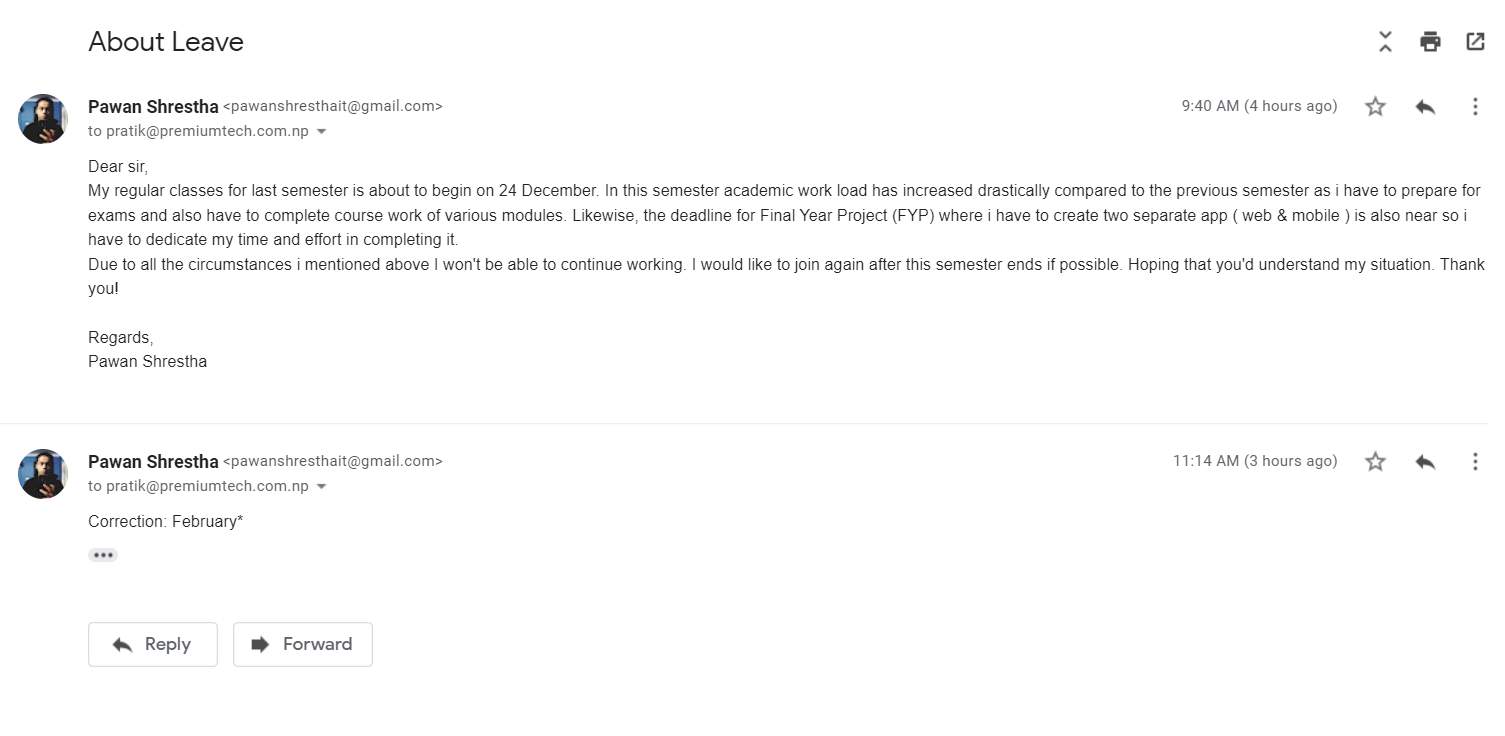 About Leave
Pawan Shrestha <pawanshresthait@gmail.com> 9:40 AM (4 hours ago)
to pratik@premiumtech.com.np
Dear sir,
My regular classes for last semester is about to begin on 24 December. In this semester academic work load has increased drastically compared to the previous semester as i have to prepare for
exams and also have to complete course work of various modules. Likewise, the deadline for Final Year Project (FYP) where i have to create two separate app ( web & mobile ) is also near so i
have to dedicate my time and effort in completing it.
Due to all the circumstances i mentioned above I won't be able to continue working. I would like to join again after this semester ends if possible. Hoping that you'd understand my situation. Thank
you!
Regards,
Pawan Shrestha
Pawan Shrestha <pawanshresthait@gmail.com> 11:14 AM (3 hours ago)
to pratik@premiumtech.com.np
Correction: February*
Reply Forward